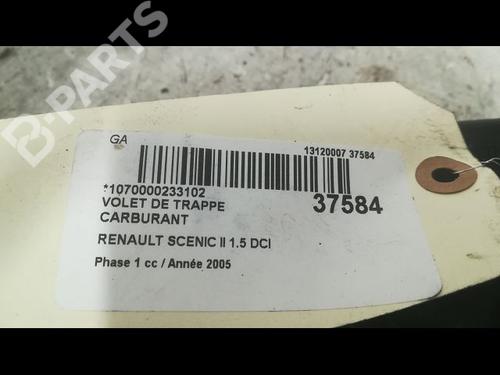 B-PARTS
GA
13120007 37584
*1070000233102
VOLET DE TRAPPE
CARBURANT
37584
RENAULT SCENIC II 1.5 DCI
Phase 1 cc / Année 2005